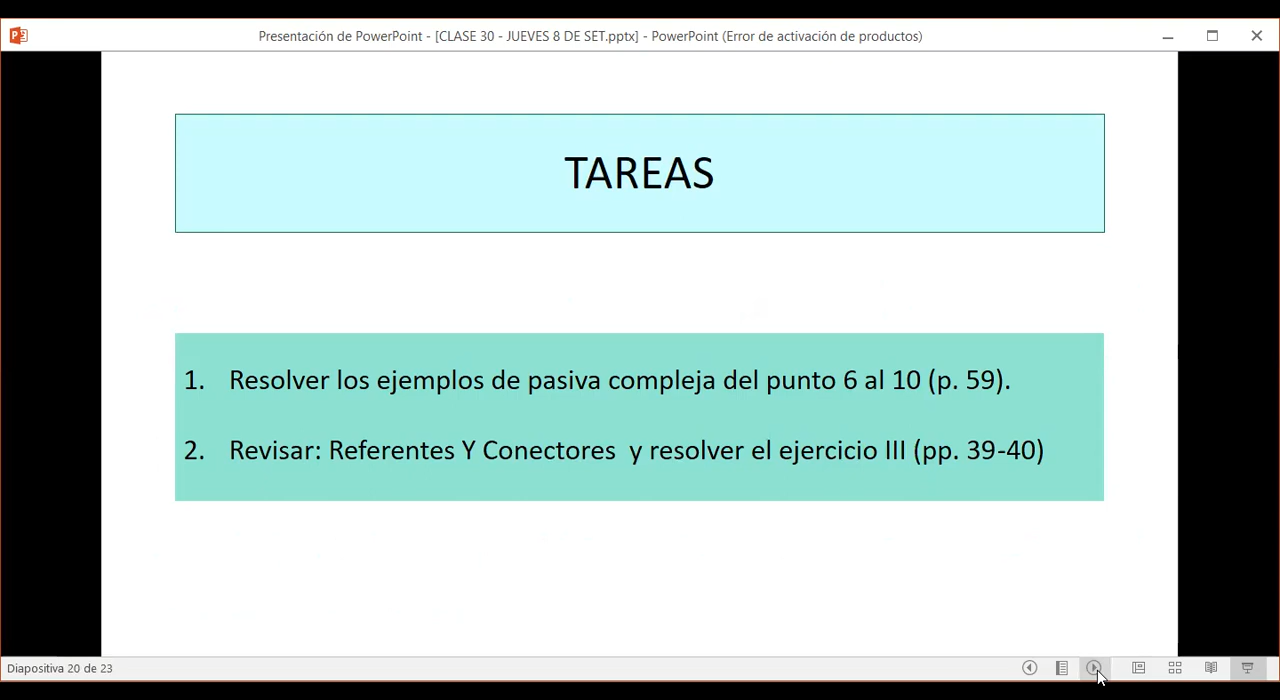 Presentación de PowerPoint - [CLASE 30 - JUEVES 8 DE SET.pptx] - PowerPoint (Error de activación de productos)
TAREAS
1. Resolver los ejemplos de pasiva compleja del punto 6 al 10 (p. 59).
2. Revisar: Referentes Y Conectores y resolver el ejercicio III (pp. 39-40)
Diapositiva 20 de 23